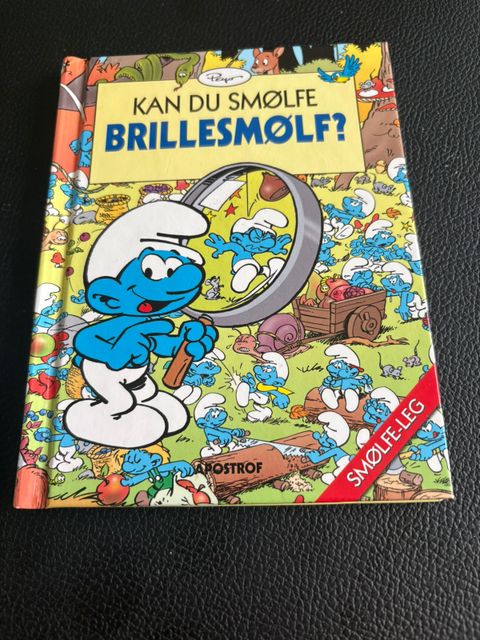 Peyo
KAN DU SMØLFE
BRILLESMØLF?
SMØLFE-LEG
APOSTROF